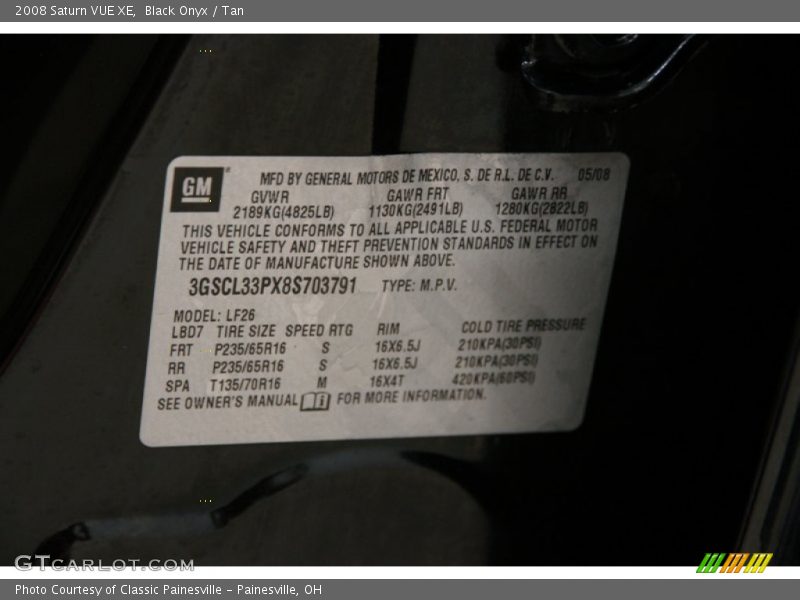 2008 Saturn VUE XE, Black Onyx / Tan
GM
MFD BY GENERAL MOTORS DE MEXICO, S. DE R.L. DE C.V. 05/08
GVWR GAWR FRT GAWR RR
2189KG(4825LB) 1130KG(2491LB) 1280KG(2822LB)
THIS VEHICLE CONFORMS TO ALL APPLICABLE U.S. FEDERAL MOTOR
VEHICLE SAFETY AND THEFT PREVENTION STANDARDS IN EFFECT ON
THE DATE OF MANUFACTURE SHOWN ABOVE.
3GSCL33PX8S703791 TYPE: M.P.V.
MODEL: LF26
LBD7 TIRE SIZE SPEED RTG RIM COLD TIRE PRESSURE
FRT P235/65R16 S 16X6.5J 210KPA(30PSI)
RR P235/65R16 S 16X6.5J 210KPA(30PSI)
SPA T135/70R16 M 16X4T 420KPA(60PSI)
SEE OWNER'S MANUAL FOR MORE INFORMATION.
GTCARLOT.COM
Photo Courtesy of Classic Painesville - Painesville, OH